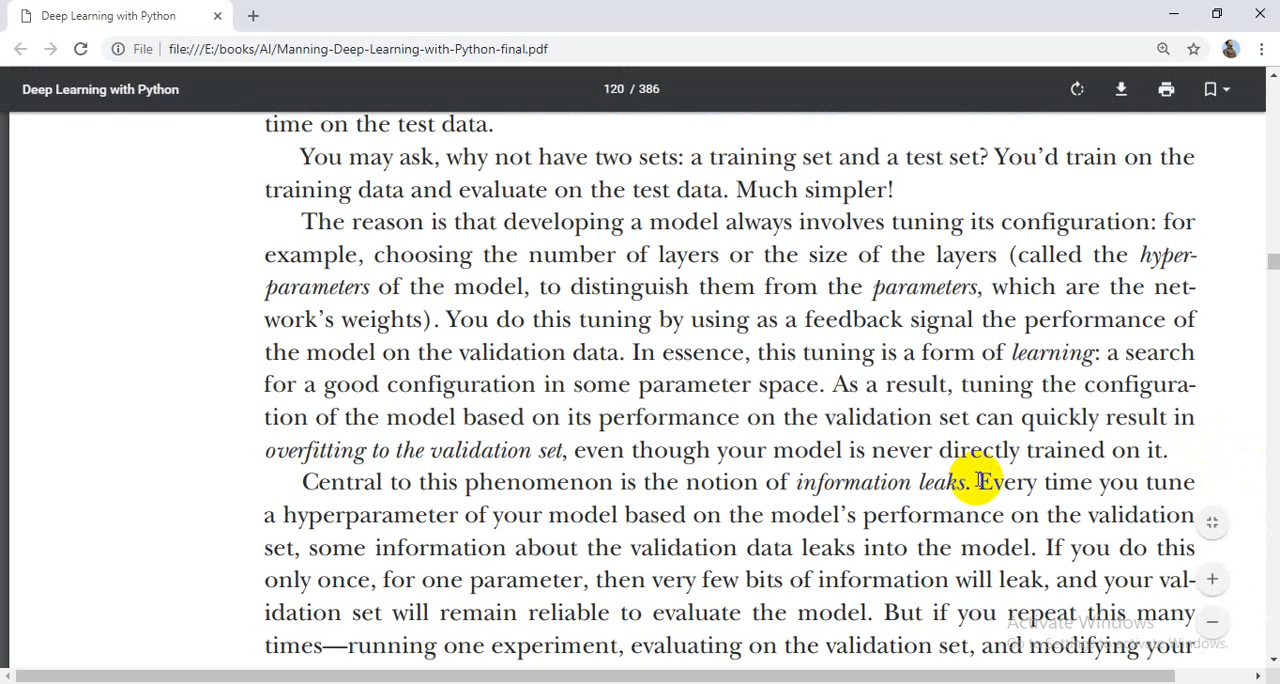 Deep Learning with Python
File
file:///E:/books/AI/Manning-Deep-Learning-with-Python-final.pdf
Deep Learning with Python
120 / 386
time on the test data.
You may ask, why not have two sets: a training set and a test set? You’d train on the
training data and evaluate on the test data. Much simpler!
The reason is that developing a model always involves tuning its configuration: for
example, choosing the number of layers or the size of the layers (called the hyper-
parameters of the model, to distinguish them from the parameters, which are the net-
work’s weights). You do this tuning by using as a feedback signal the performance of
the model on the validation data. In essence, this tuning is a form of learning: a search
for a good configuration in some parameter space. As a result, tuning the configura-
tion of the model based on its performance on the validation set can quickly result in
overfitting to the validation set, even though your model is never directly trained on it.
Central to this phenomenon is the notion of information leaks. Every time you tune
a hyperparameter of your model based on the model’s performance on the validation
set, some information about the validation data leaks into the model. If you do this
only once, for one parameter, then very few bits of information will leak, and your val-
idation set will remain reliable to evaluate the model. But if you repeat this many
times—running one experiment, evaluating on the validation set, and modifying your
Activate Windows
Go to Settings to activate Windows.